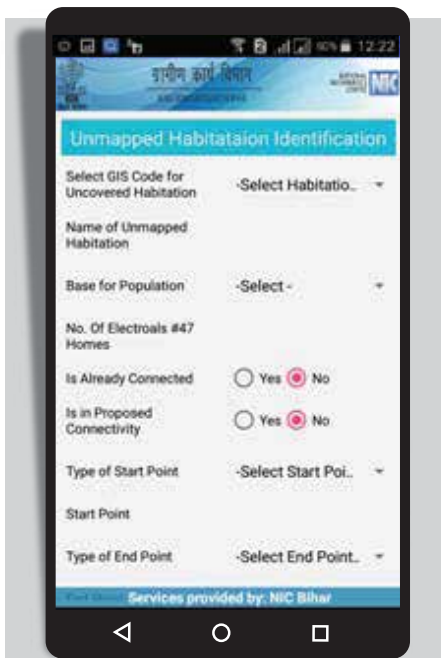 12:22
ग्रामीण कार्य विभाग
NIC
Unmapped Habitataion Identification
Select GIS Code for
Uncovered Habitation
-Select Habitatio..
Name of Unmapped
Habitation
Base for Population
-Select -
No. Of Electroals #47
Homes
Is Already Connected
Yes
No
Is in Proposed
Connectivity
Yes
No
Type of Start Point
-Select Start Poi..
Start Point
Type of End Point
-Select End Point..
Services provided by: NIC Bihar